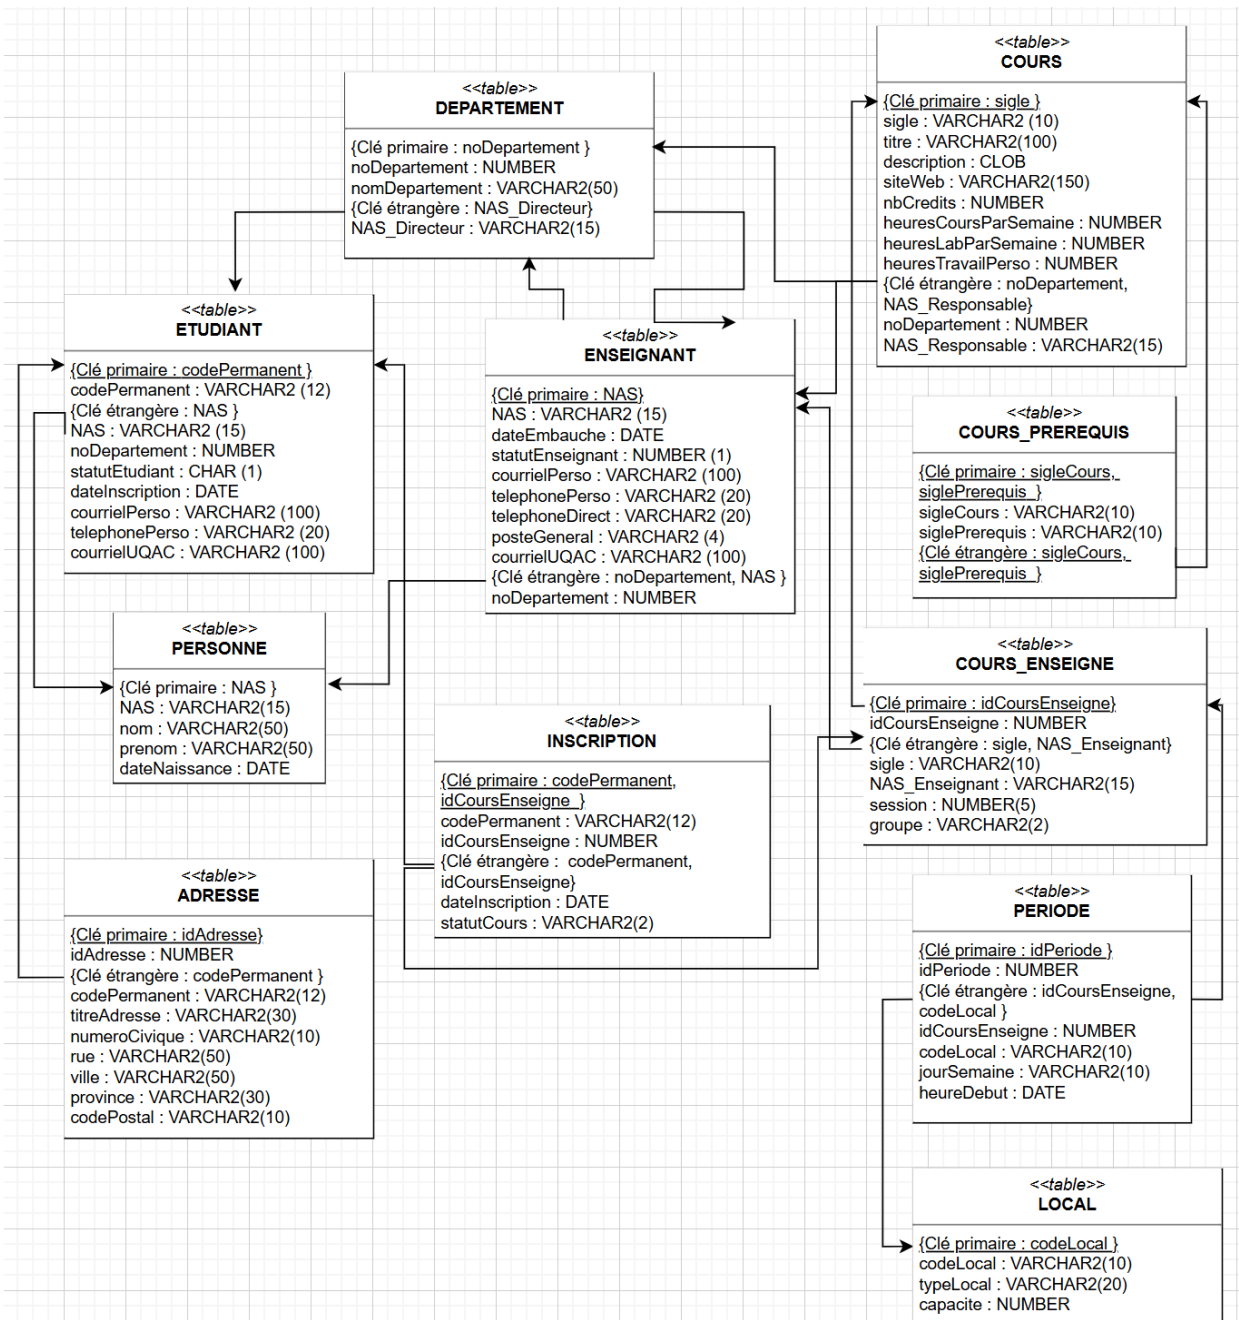 <<table>>
COURS
{Clé primaire : sigle }
sigle : VARCHAR2 (10)
titre : VARCHAR2(100)
description : CLOB
siteWeb : VARCHAR2(150)
nbCredits : NUMBER
heuresCoursParSemaine : NUMBER
heuresLabParSemaine : NUMBER
heuresTravailPerso : NUMBER
{Clé étrangère : noDepartement,
NAS_Responsable}
noDepartement : NUMBER
NAS_Responsable : VARCHAR2(15)
<<table>>
DEPARTEMENT
{Clé primaire : noDepartement }
noDepartement : NUMBER
nomDepartement : VARCHAR2(50)
{Clé étrangère : NAS_Directeur}
NAS_Directeur : VARCHAR2(15)
<<table>>
ETUDIANT
{Clé primaire : codePermanent }
codePermanent : VARCHAR2 (12)
{Clé étrangère : NAS }
NAS : VARCHAR2 (15)
noDepartement : NUMBER
statutEtudiant : CHAR (1)
dateInscription : DATE
courrielPerso : VARCHAR2 (100)
telephonePerso : VARCHAR2 (20)
courrielUQAC : VARCHAR2 (100)
<<table>>
ENSEIGNANT
{Clé primaire : NAS}
NAS : VARCHAR2 (15)
dateEmbauche : DATE
statutEnseignant : NUMBER (1)
courrielPerso : VARCHAR2 (100)
telephonePerso : VARCHAR2 (20)
telephoneDirect : VARCHAR2 (20)
posteGeneral : VARCHAR2 (4)
courrielUQAC : VARCHAR2 (100)
{Clé étrangère : noDepartement, NAS }
noDepartement : NUMBER
<<table>>
COURS_PREREQUIS
{Clé primaire : sigleCours,
siglePrerequis }
sigleCours : VARCHAR2(10)
siglePrerequis : VARCHAR2(10)
{Clé étrangère : sigleCours,
siglePrerequis }
<<table>>
PERSONNE
{Clé primaire : NAS }
NAS : VARCHAR2(15)
nom : VARCHAR2(50)
prenom : VARCHAR2(50)
dateNaissance : DATE
<<table>>
COURS_ENSEIGNE
{Clé primaire : idCoursEnseigne}
idCoursEnseigne : NUMBER
{Clé étrangère : sigle, NAS_Enseignant}
sigle : VARCHAR2(10)
NAS_Enseignant : VARCHAR2(15)
session : NUMBER(5)
groupe : VARCHAR2(2)
<<table>>
INSCRIPTION
{Clé primaire : codePermanent,
idCoursEnseigne }
codePermanent : VARCHAR2(12)
idCoursEnseigne : NUMBER
{Clé étrangère : codePermanent,
idCoursEnseigne}
dateInscription : DATE
statutCours : VARCHAR2(2)
<<table>>
ADRESSE
{Clé primaire : idAdresse}
idAdresse : NUMBER
{Clé étrangère : codePermanent }
codePermanent : VARCHAR2(12)
titreAdresse : VARCHAR2(30)
numeroCivique : VARCHAR2(10)
rue : VARCHAR2(50)
ville : VARCHAR2(50)
province : VARCHAR2(30)
codePostal : VARCHAR2(10)
<<table>>
PERIODE
{Clé primaire : idPeriode }
idPeriode : NUMBER
{Clé étrangère : idCoursEnseigne,
codeLocal }
idCoursEnseigne : NUMBER
codeLocal : VARCHAR2(10)
jourSemaine : VARCHAR2(10)
heureDebut : DATE
<<table>>
LOCAL
{Clé primaire : codeLocal }
codeLocal : VARCHAR2(10)
typeLocal : VARCHAR2(20)
capacite : NUMBER